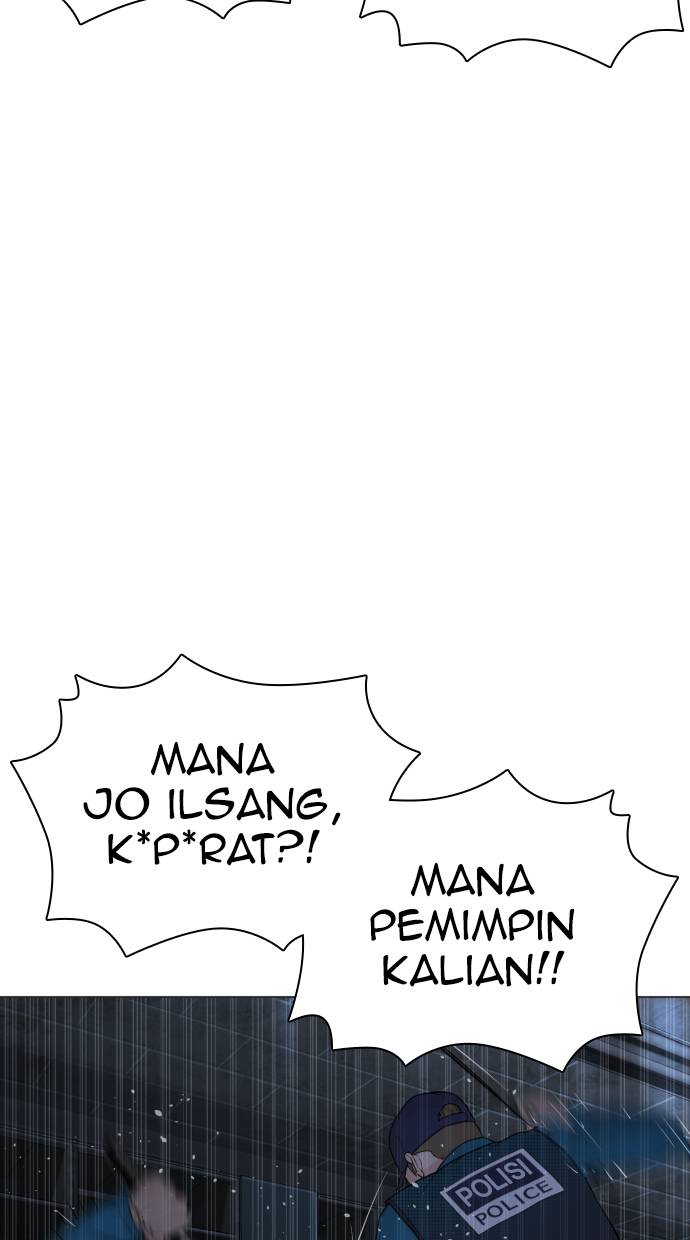 MANA
JO ILSANG,
K*P*RAT?!
MANA
PEMIMPIN
KALIAN!!
POLISI
POLICE